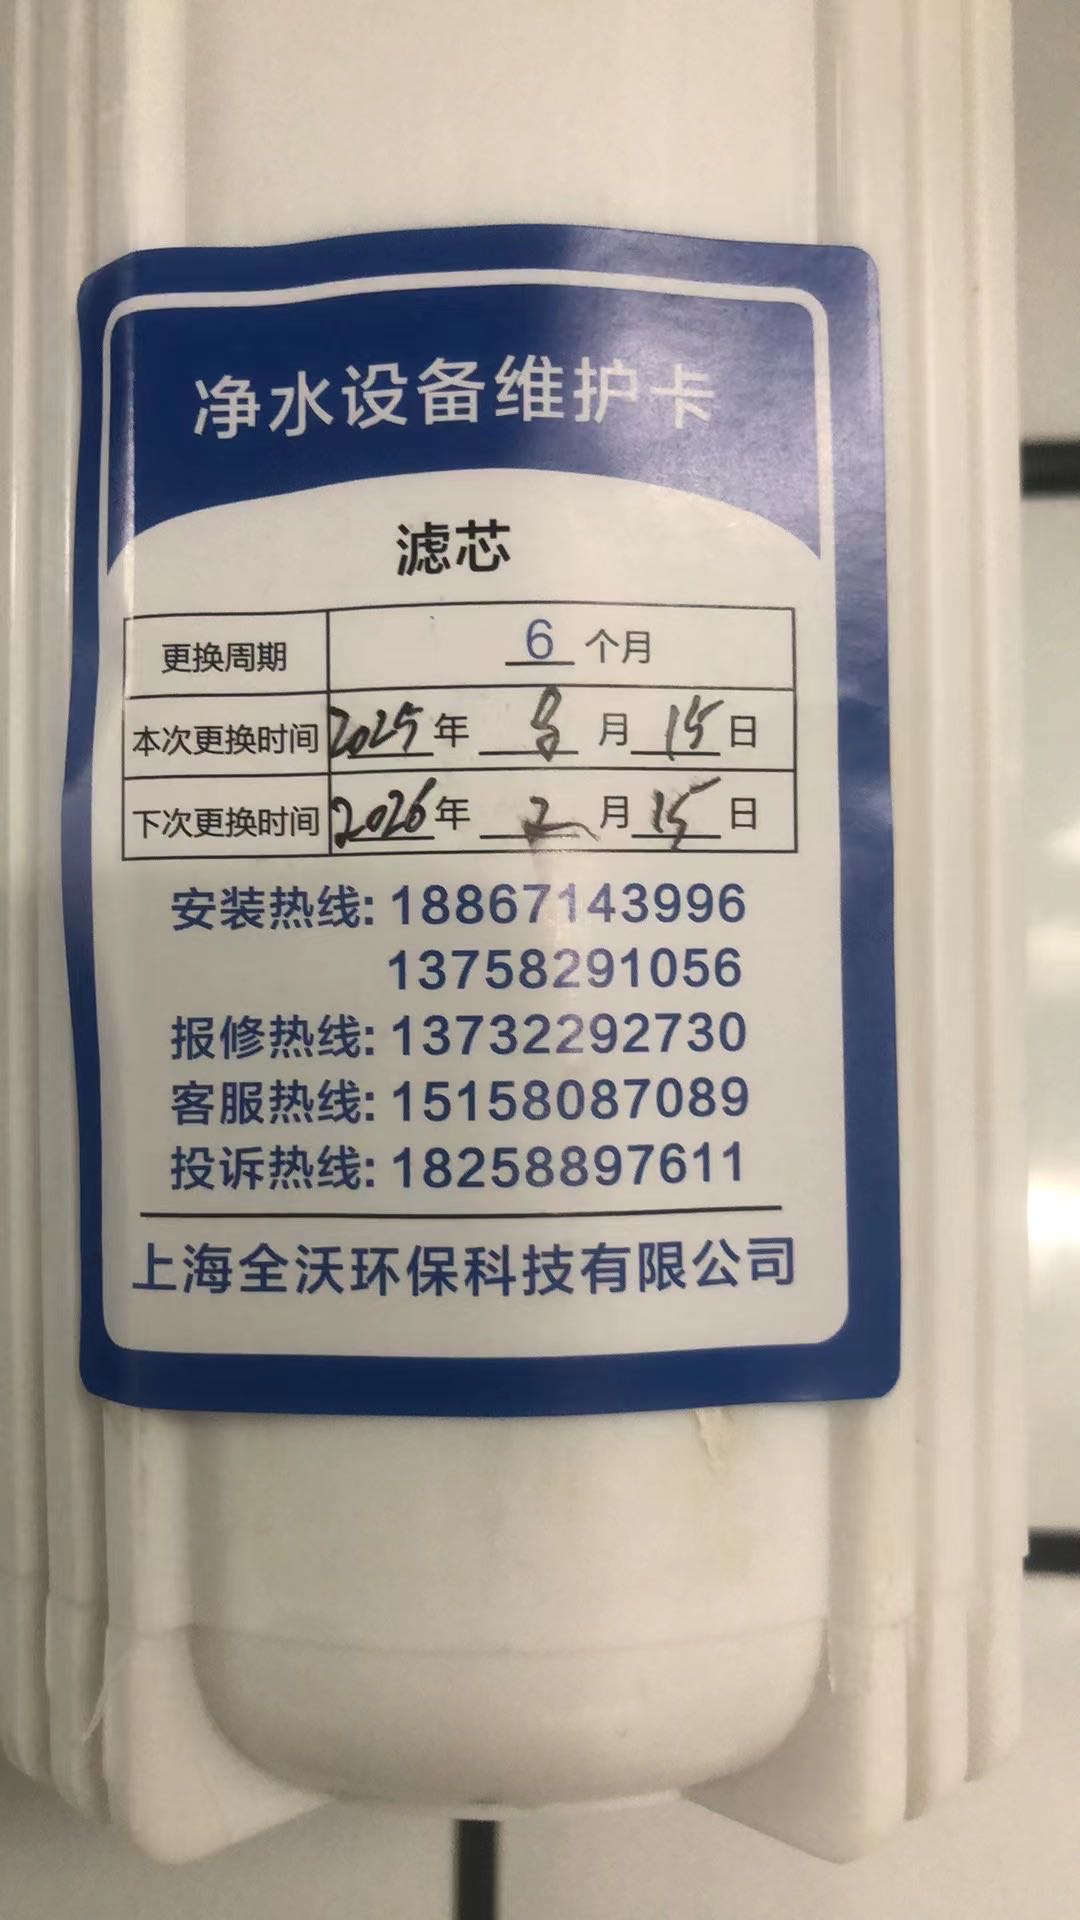 净水设备维护卡
滤芯
更换周期 6 个月
本次更换时间 2025 年 8 月 15 日
下次更换时间 2026 年 2 月 15 日
安装热线: 18867143996
13758291056
报修热线: 13732292730
客服热线: 15158087089
投诉热线: 18258897611
上海全沃环保科技有限公司